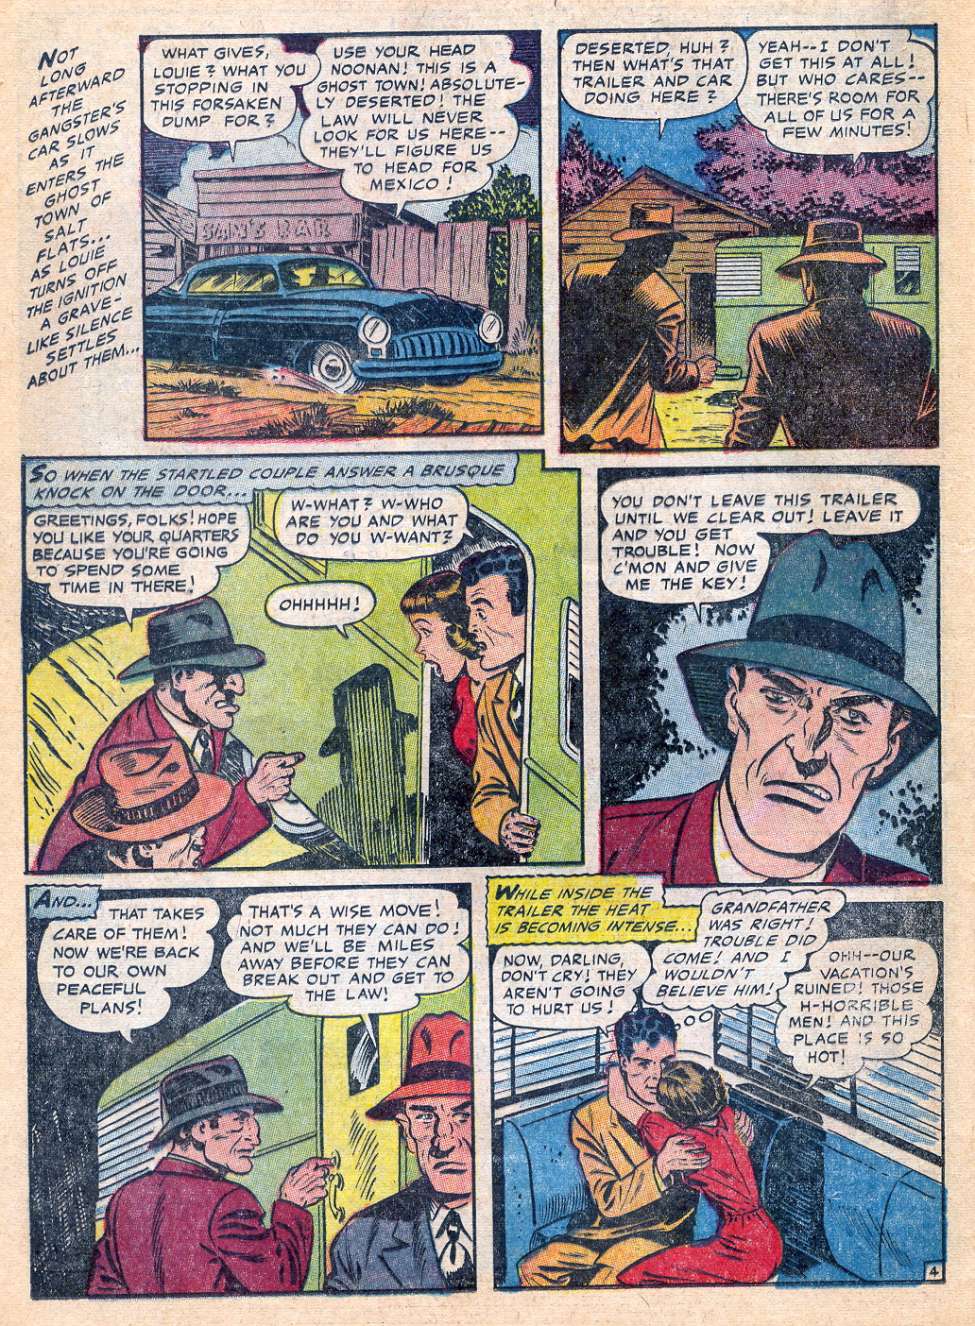 NOT
LONG
AFTERWARD
THE
GANGSTER'S
CAR SLOWS
AS IT
ENTERS THE
GHOST
TOWN OF
SALT
FLATS...
AS LOUIE
TURNS OFF
THE IGNITION
A GRAVE-
LIKE SILENCE
SETTLES
ABOUT THEM...
WHAT GIVES,
LOUIE? WHAT YOU
STOPPING IN
THIS FORSAKEN
DUMP FOR?
USE YOUR HEAD
NOONAN! THIS IS A
GHOST TOWN! ABSOLUTE-
LY DESERTED! THE
LAW WILL NEVER
LOOK FOR US HERE--
THEY'LL FIGURE US
TO HEAD FOR
MEXICO!
SAM'S BAR
DESERTED, HUH?
THEN WHAT'S THAT
TRAILER AND CAR
DOING HERE?
YEAH--I DON'T
GET THIS AT ALL!
BUT WHO CARES--
THERE'S ROOM FOR
ALL OF US FOR A
FEW MINUTES!
SO WHEN THE STARTLED COUPLE ANSWER A BRUSQUE
KNOCK ON THE DOOR...
GREETINGS, FOLKS! HOPE
YOU LIKE YOUR QUARTERS
BECAUSE YOU'RE GOING
TO SPEND SOME
TIME IN THERE!
W-WHAT? W-WHO
ARE YOU AND WHAT
DO YOU W-WANT?
OHHHHH!
YOU DON'T LEAVE THIS TRAILER
UNTIL WE CLEAR OUT! LEAVE IT
AND YOU GET
TROUBLE! NOW
C'MON AND GIVE
ME THE KEY!
AND...
THAT TAKES
CARE OF THEM!
NOW WE'RE BACK
TO OUR OWN
PEACEFUL
PLANS!
THAT'S A WISE MOVE!
NOT MUCH THEY CAN DO!
AND WE'LL BE MILES
AWAY BEFORE THEY CAN
BREAK OUT AND GET TO
THE LAW!
WHILE INSIDE THE
TRAILER THE HEAT
IS BECOMING INTENSE...
NOW, DARLING,
DON'T CRY! THEY
AREN'T GOING
TO HURT US!
GRANDFATHER
WAS RIGHT!
TROUBLE DID
COME! AND I
WOULDN'T
BELIEVE HIM!
OHH--OUR
VACATION'S
RUINED! THOSE
H-HORRIBLE
MEN! AND THIS
PLACE IS SO
HOT!
4